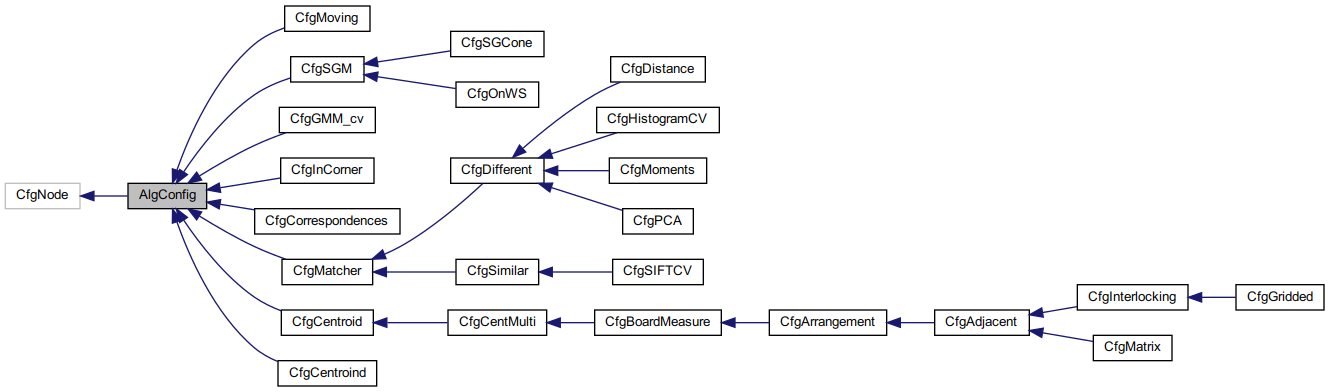 CfgNode
AlgConfig
CfgMoving
CfgSGM
CfgSGCone
CfgOnWS
CfgGMM_cv
CfgInCorner
CfgCorrespondences
CfgMatcher
CfgDifferent
CfgDistance
CfgHistogramCV
CfgMoments
CfgPCA
CfgSimilar
CfgSIFTCV
CfgCentroid
CfgCentMulti
CfgBoardMeasure
CfgArrangement
CfgAdjacent
CfgInterlocking
CfgGridded
CfgMatrix
CfgCentroind